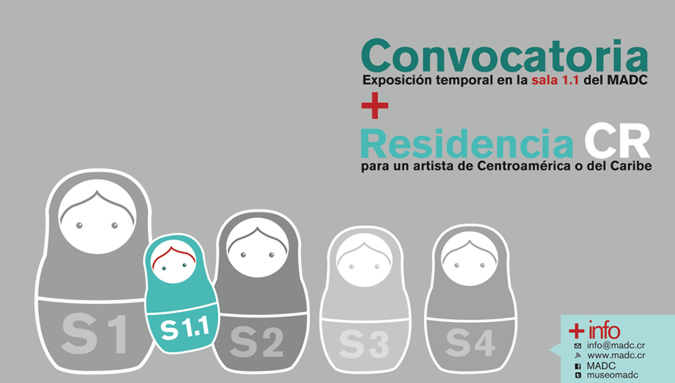 Convocatoria
Exposición temporal en la sala 1.1 del MADC
+
Residencia CR
para un artista de Centroamérica o del Caribe
S1
S1.1
S2
S3
S4
+ info
info@madc.cr
www.madc.cr
MADC
museomadc